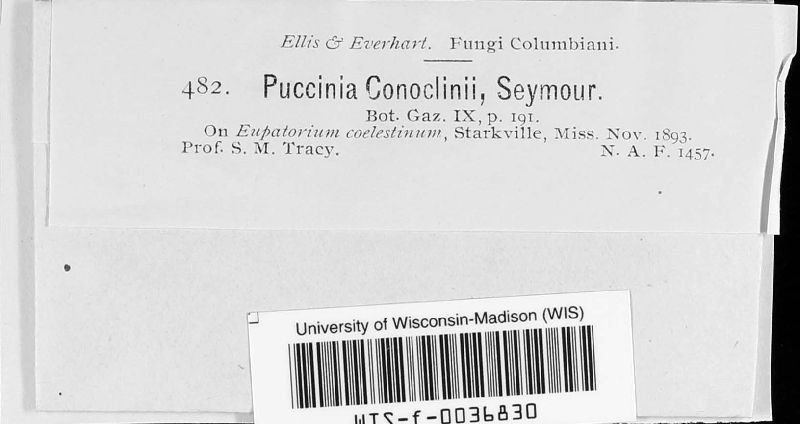 Ellis & Everhart. Fungi Columbiani.
482. Puccinia Conoclinii, Seymour.
Bot. Gaz. IX, p. 191.
On Eupatorium coelestinum, Starkville, Miss. Nov. 1893.
Prof. S. M. Tracy. N. A. F. 1457.
University of Wisconsin-Madison (WIS)
WIS-f-0036830